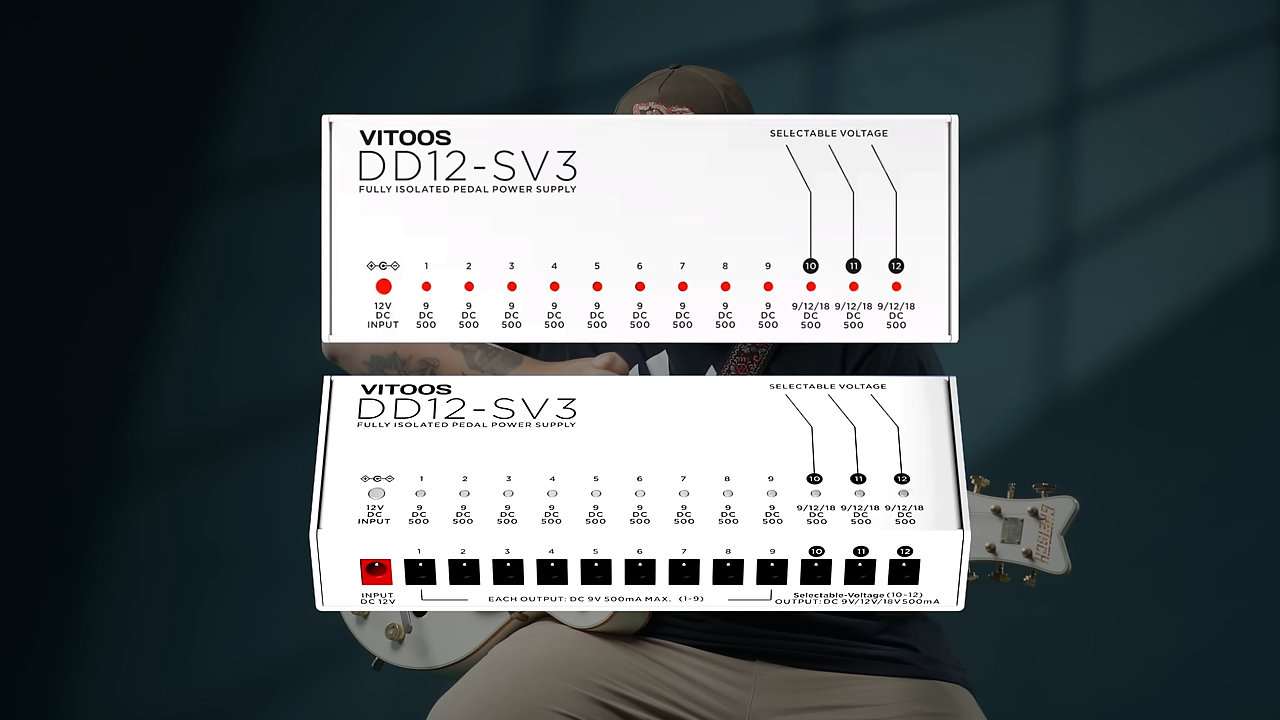 VITOOS
DD12-SV3
FULLY ISOLATED PEDAL POWER SUPPLY
SELECTABLE VOLTAGE
1 2 3 4 5 6 7 8 9 10 11 12
12V 9 9 9 9 9 9 9 9 9 9/12/18 9/12/18 9/12/18
DC DC DC DC DC DC DC DC DC DC DC DC DC
INPUT 500 500 500 500 500 500 500 500 500 500 500 500
VITOOS
DD12-SV3
FULLY ISOLATED PEDAL POWER SUPPLY
SELECTABLE VOLTAGE
1 2 3 4 5 6 7 8 9 10 11 12
12V 9 9 9 9 9 9 9 9 9 9/12/18 9/12/18 9/12/18
DC DC DC DC DC DC DC DC DC DC DC DC DC
INPUT 500 500 500 500 500 500 500 500 500 500 500 500
1 2 3 4 5 6 7 8 9 10 11 12
INPUT
DC 12V
EACH OUTPUT: DC 9V 500mA MAX. (1-9)
Selectable-Voltage (10-12)
OUTPUT: DC 9V/12V/18V 500mA
GRETSCH